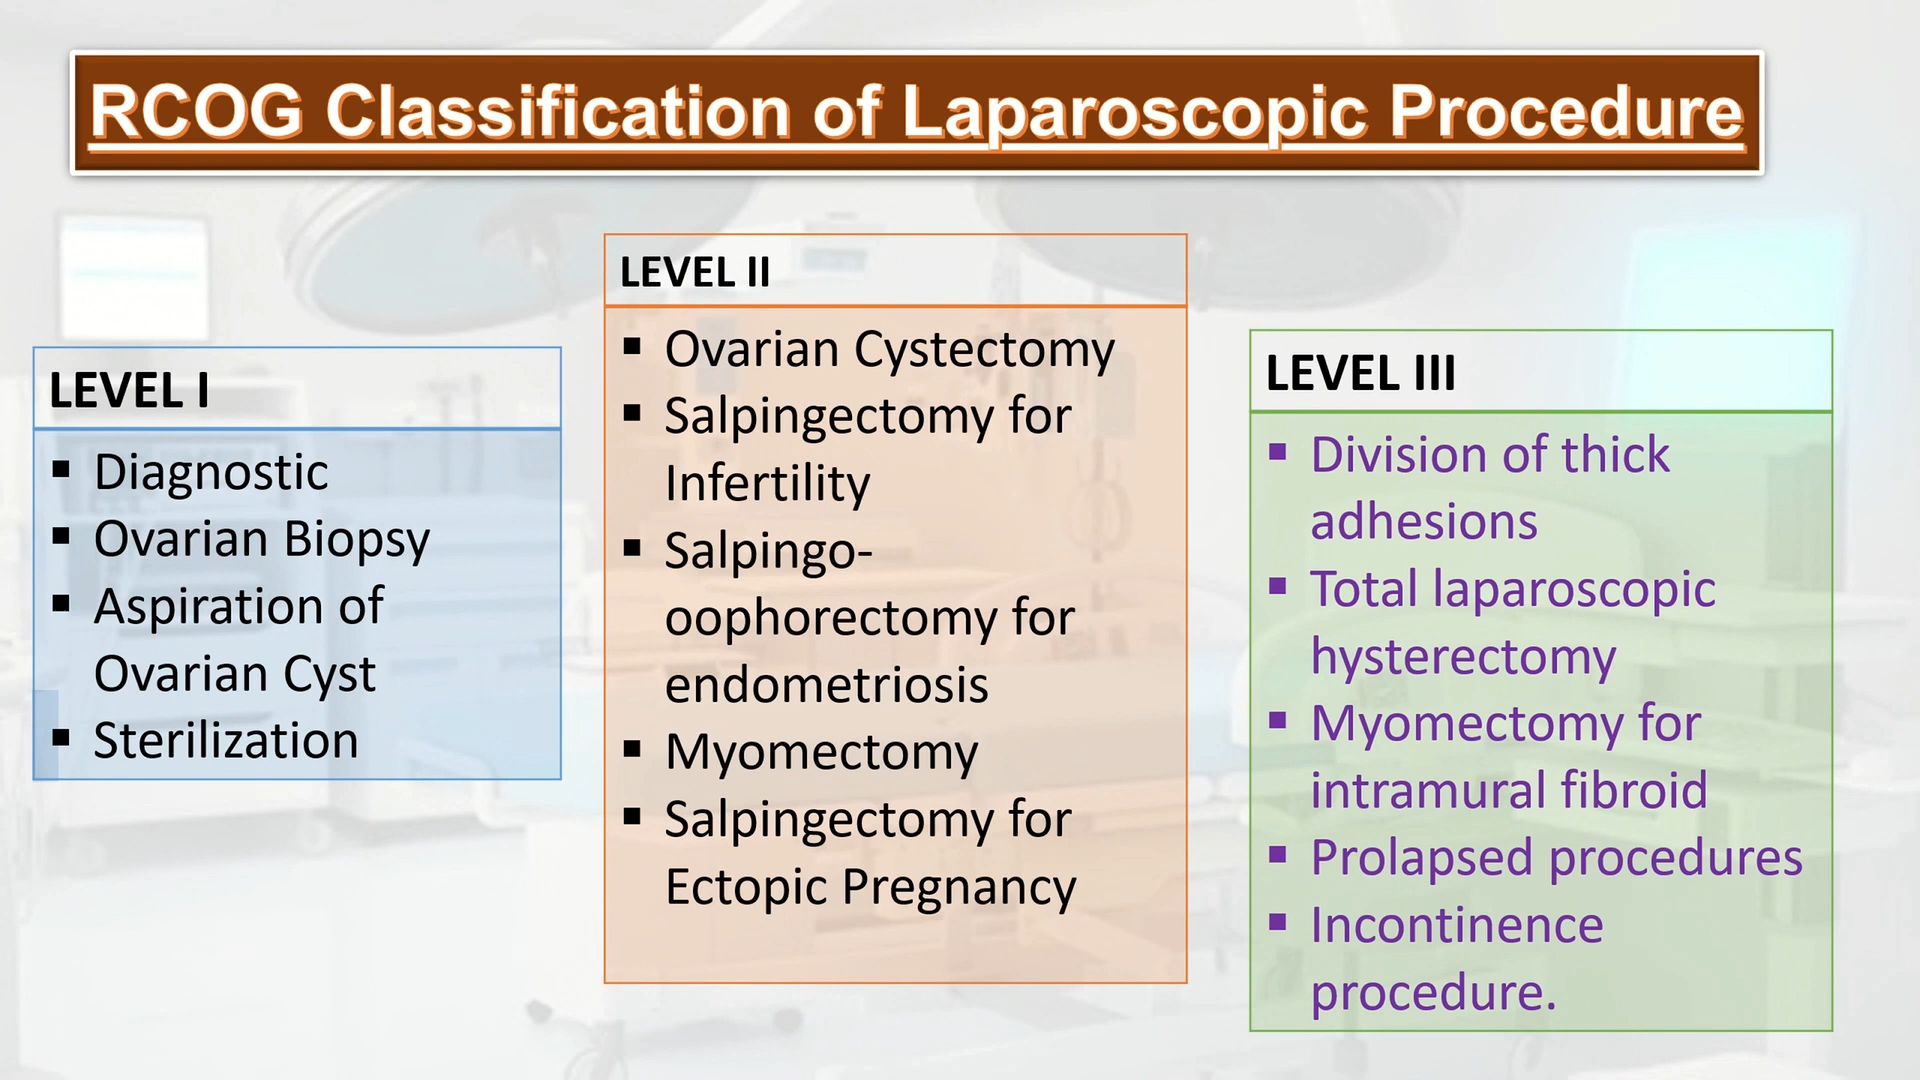 RCOG Classification of Laparoscopic Procedure
LEVEL I
▪ Diagnostic
▪ Ovarian Biopsy
▪ Aspiration of
Ovarian Cyst
▪ Sterilization
LEVEL II
▪ Ovarian Cystectomy
▪ Salpingectomy for
Infertility
▪ Salpingo-
oophorectomy for
endometriosis
▪ Myomectomy
▪ Salpingectomy for
Ectopic Pregnancy
LEVEL III
▪ Division of thick
adhesions
▪ Total laparoscopic
hysterectomy
▪ Myomectomy for
intramural fibroid
▪ Prolapsed procedures
▪ Incontinence
procedure.